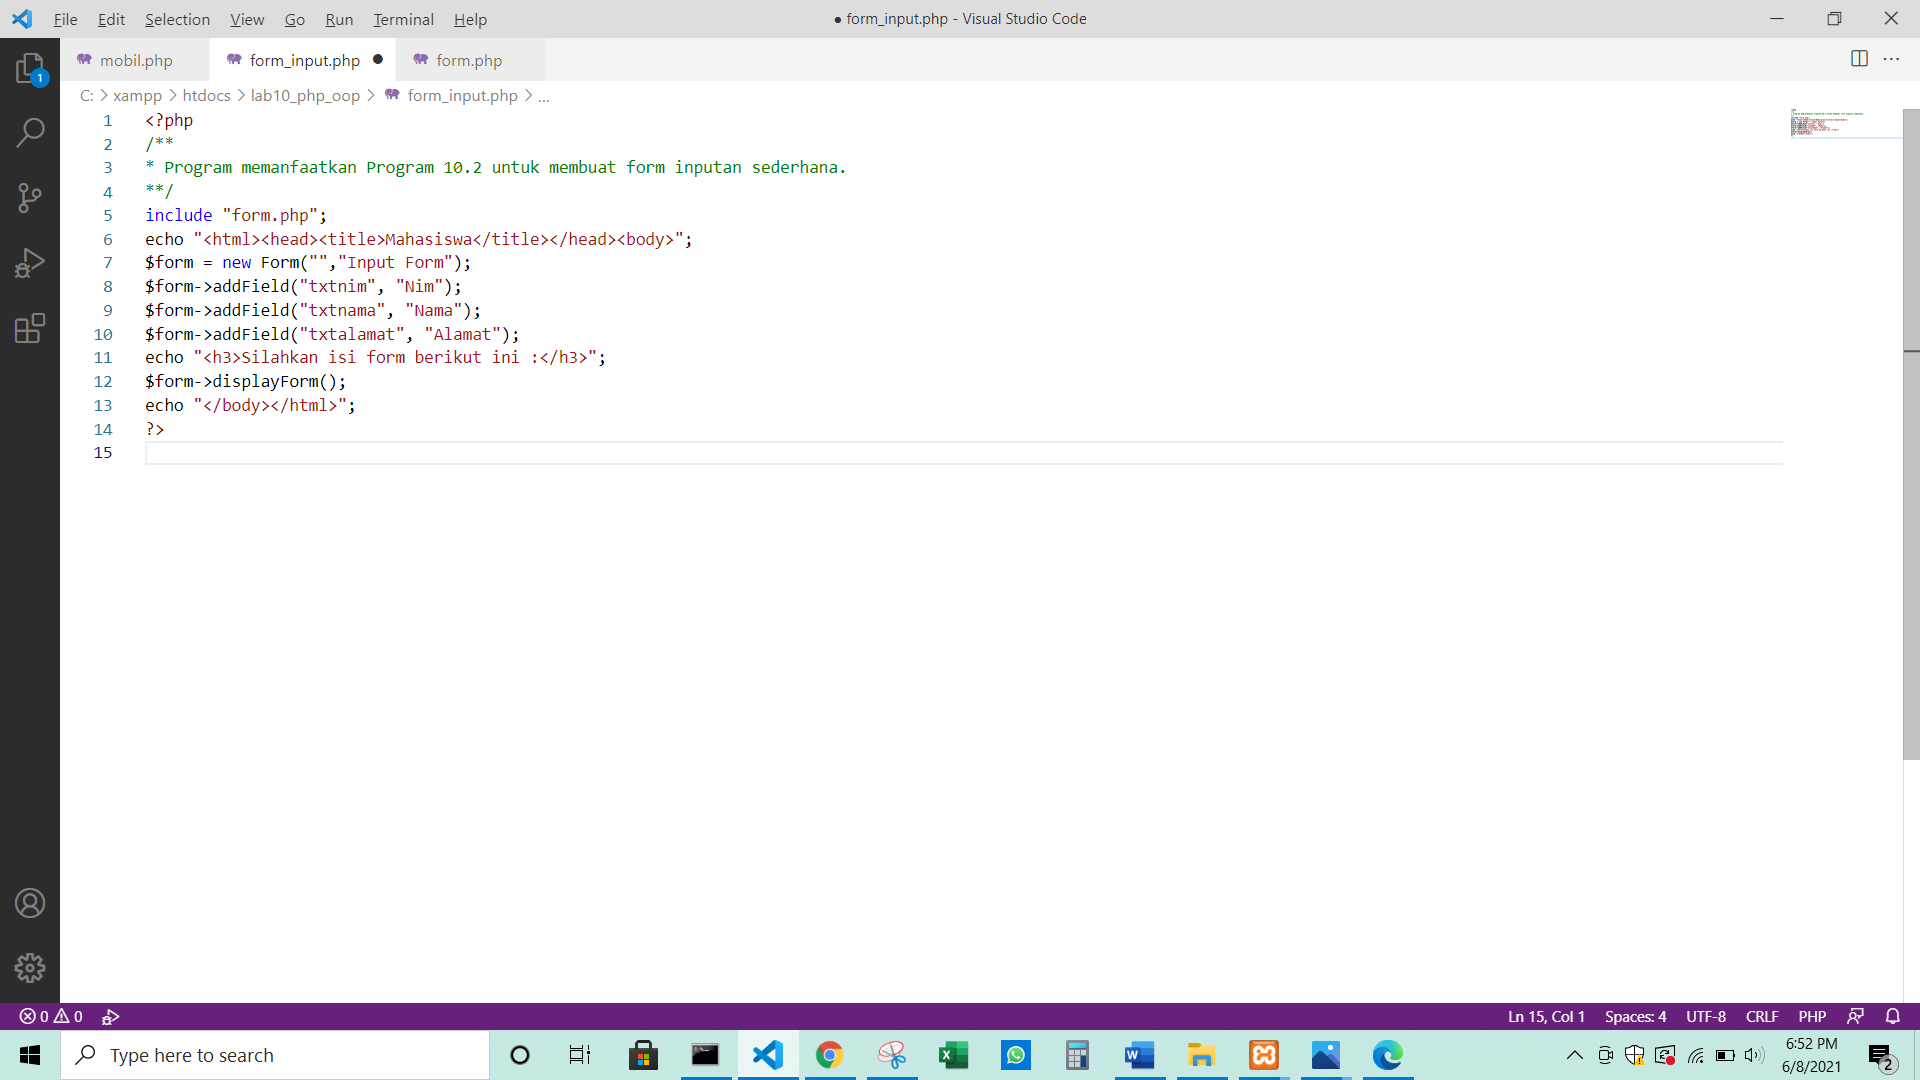 File Edit Selection View Go Run Terminal Help
● form_input.php - Visual Studio Code
mobil.php form_input.php form.php
1
C: > xampp > htdocs > lab10_php_oop > form_input.php > ...
1 <?php
2 /**
3 * Program memanfaatkan Program 10.2 untuk membuat form inputan sederhana.
4 **/
5 include "form.php";
6 echo "<html><head><title>Mahasiswa</title></head><body>";
7 $form = new Form("","Input Form");
8 $form->addField("txtnim", "Nim");
9 $form->addField("txtnama", "Nama");
10 $form->addField("txtalamat", "Alamat");
11 echo "<h3>Silahkan isi form berikut ini :</h3>";
12 $form->displayForm();
13 echo "</body></html>";
14 ?>
15
0 0
Ln 15, Col 1 Spaces: 4 UTF-8 CRLF PHP
Type here to search
6:52 PM
6/8/2021
2